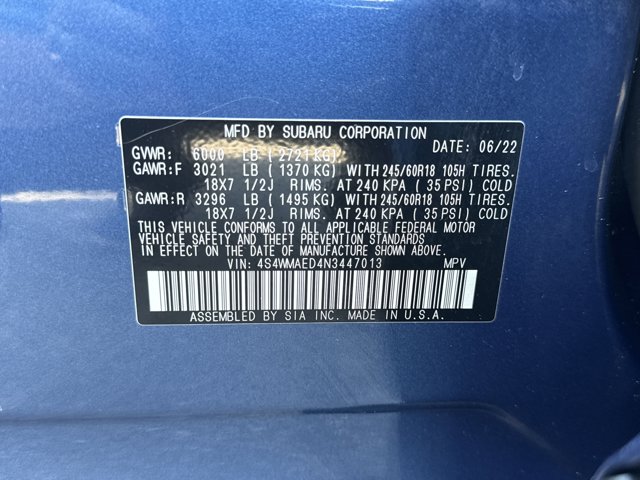 MFD BY SUBARU CORPORATION DATE: 06/22
GVWR: 6000 LB ( 2721 KG)
GAWR:F 3021 LB ( 1370 KG) WITH 245/60R18 105H TIRES.
18X7 1/2J RIMS. AT 240 KPA ( 35 PSI) COLD
GAWR:R 3296 LB ( 1495 KG) WITH 245/60R18 105H TIRES.
18X7 1/2J RIMS. AT 240 KPA ( 35 PSI) COLD
THIS VEHICLE CONFORMS TO ALL APPLICABLE FEDERAL MOTOR
VEHICLE SAFETY AND THEFT PREVENTION STANDARDS
IN EFFECT ON THE DATE OF MANUFACTURE SHOWN ABOVE.
VIN: 4S4WMAED4N3447013 MPV
ASSEMBLED BY SIA INC. MADE IN U.S.A.